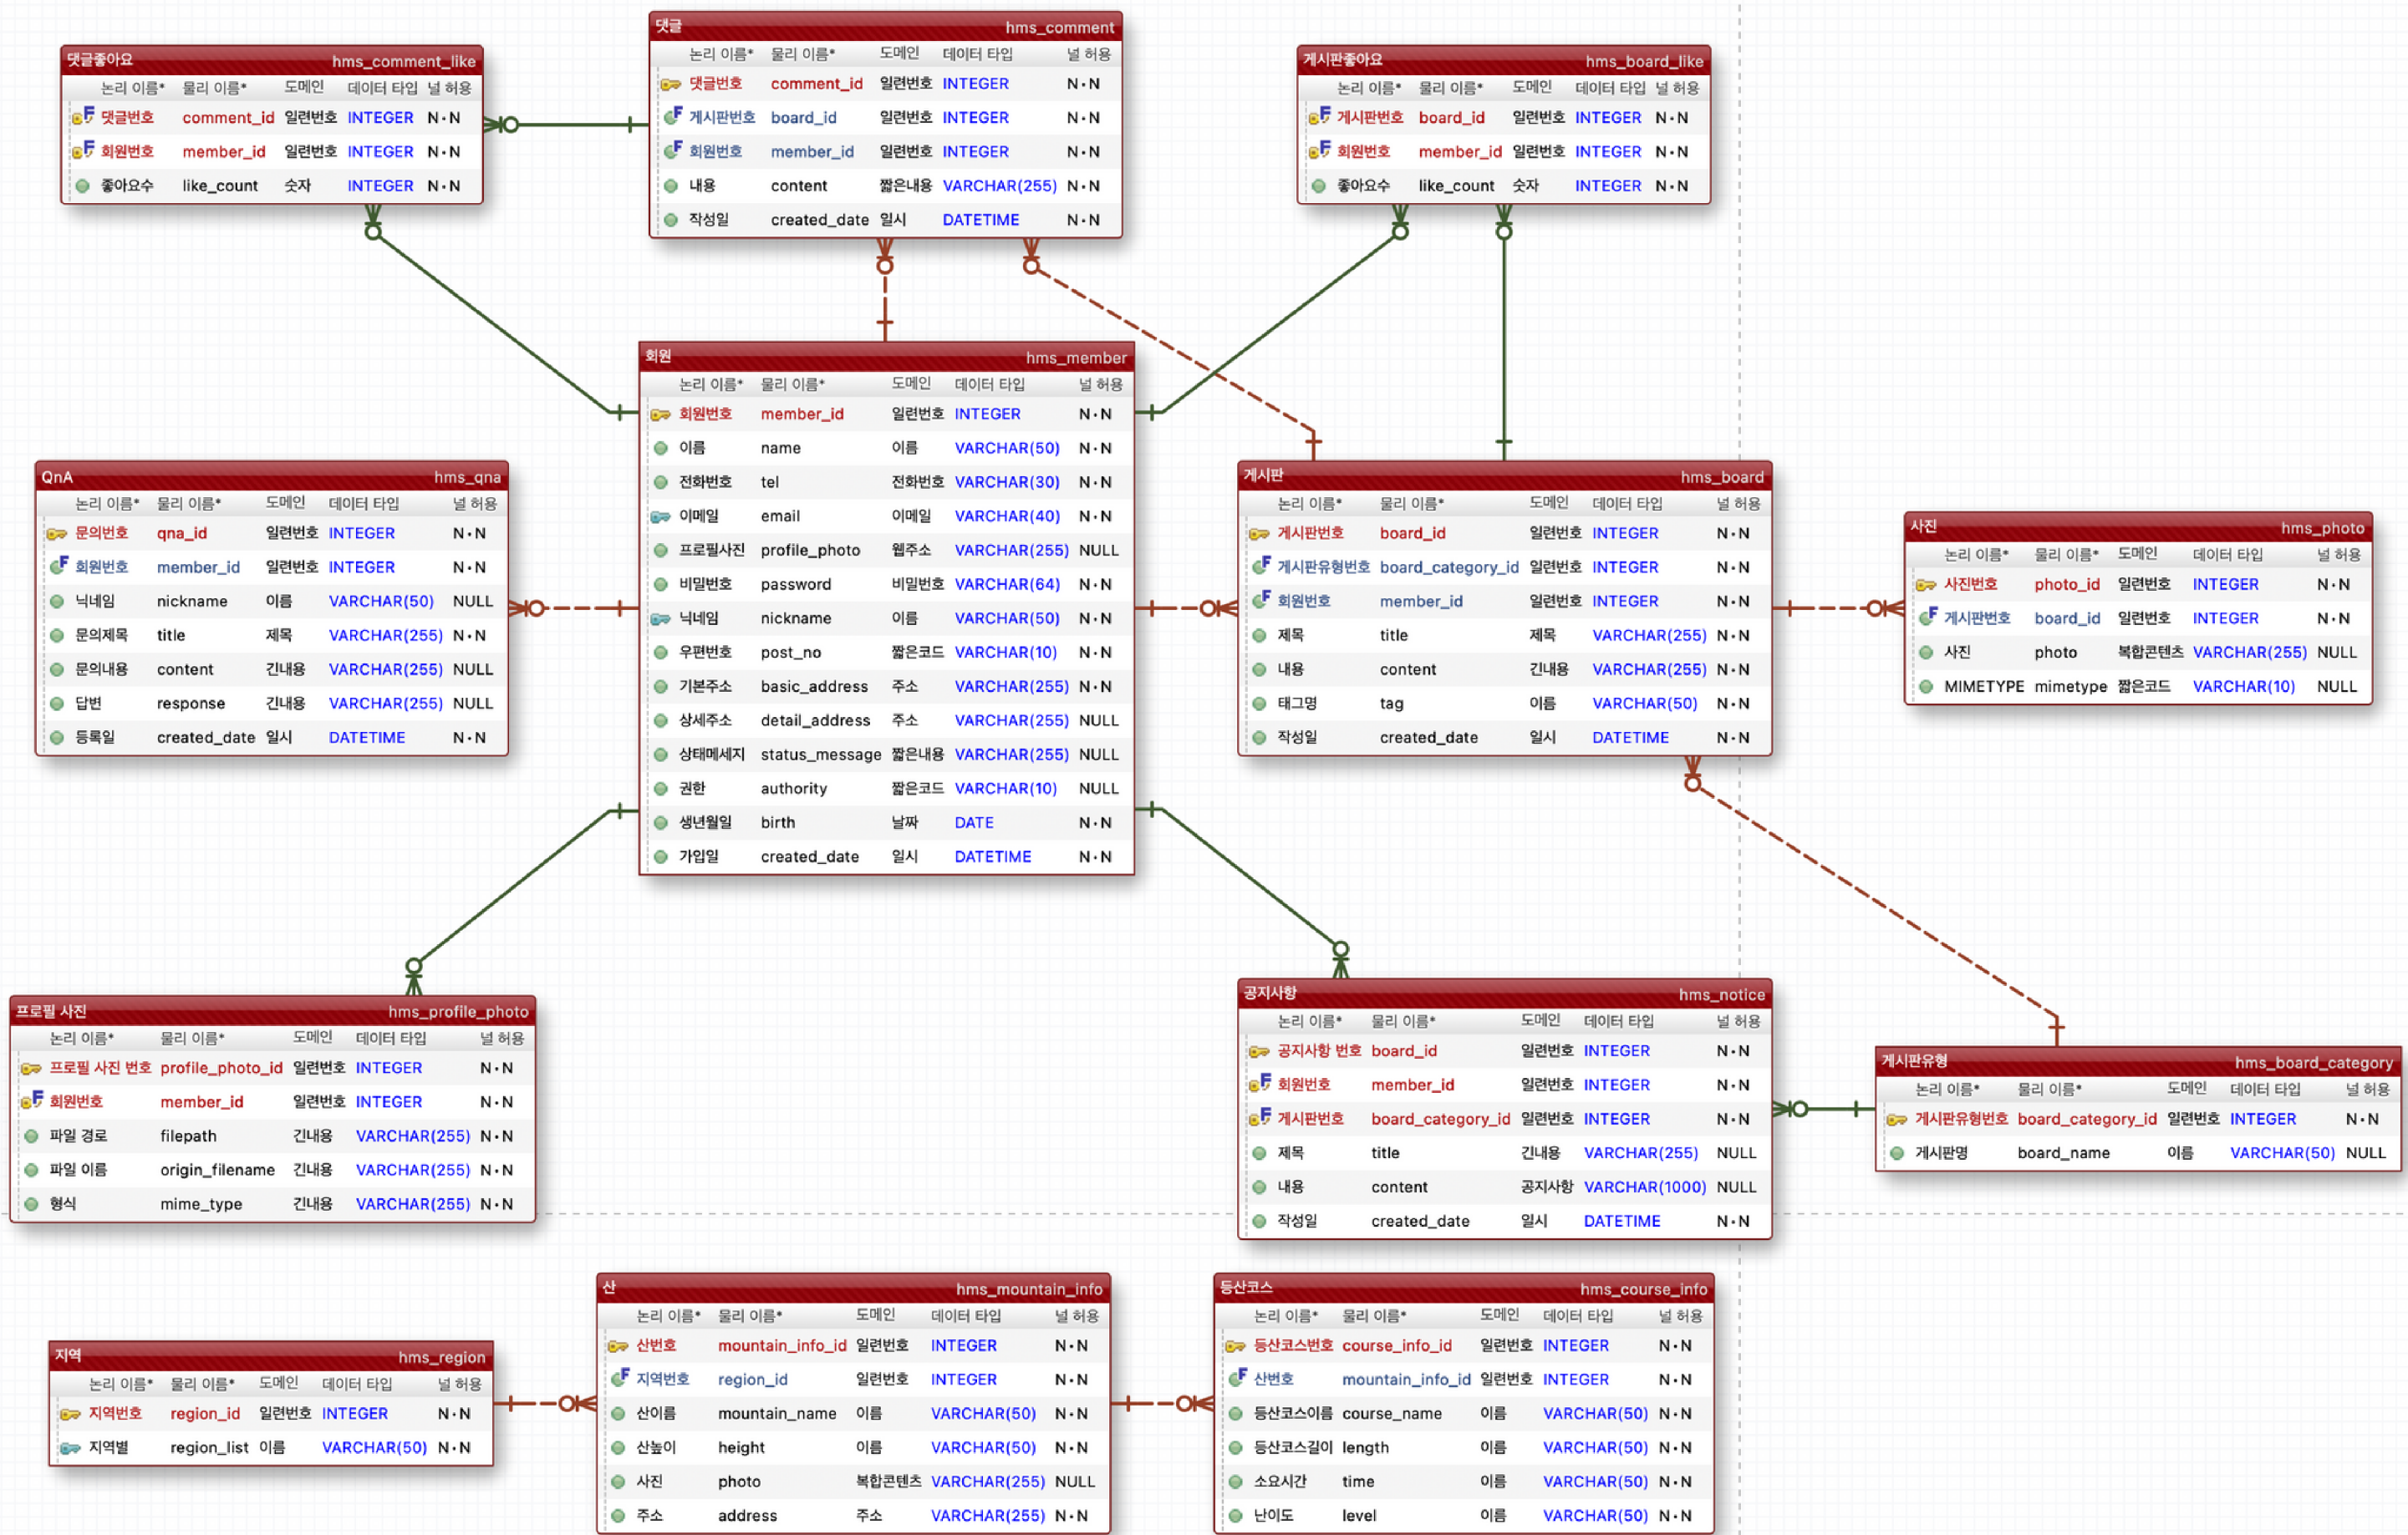 댓글좋아요 hms_comment_like
논리 이름* 물리 이름* 도메인 데이터 타입 널 허용
댓글번호 comment_id 일련번호 INTEGER N·N
회원번호 member_id 일련번호 INTEGER N·N
좋아요수 like_count 숫자 INTEGER N·N
댓글 hms_comment
논리 이름* 물리 이름* 도메인 데이터 타입 널 허용
댓글번호 comment_id 일련번호 INTEGER N·N
게시판번호 board_id 일련번호 INTEGER N·N
회원번호 member_id 일련번호 INTEGER N·N
내용 content 짧은내용 VARCHAR(255) N·N
작성일 created_date 일시 DATETIME N·N
게시판좋아요 hms_board_like
논리 이름* 물리 이름* 도메인 데이터 타입 널 허용
게시판번호 board_id 일련번호 INTEGER N·N
회원번호 member_id 일련번호 INTEGER N·N
좋아요수 like_count 숫자 INTEGER N·N
회원 hms_member
논리 이름* 물리 이름* 도메인 데이터 타입 널 허용
회원번호 member_id 일련번호 INTEGER N·N
이름 name 이름 VARCHAR(50) N·N
전화번호 tel 전화번호 VARCHAR(30) N·N
이메일 email 이메일 VARCHAR(40) N·N
프로필사진 profile_photo 웹주소 VARCHAR(255) NULL
비밀번호 password 비밀번호 VARCHAR(64) N·N
닉네임 nickname 이름 VARCHAR(50) N·N
우편번호 post_no 짧은코드 VARCHAR(10) N·N
기본주소 basic_address 주소 VARCHAR(255) N·N
상세주소 detail_address 주소 VARCHAR(255) NULL
상태메세지 status_message 짧은내용 VARCHAR(255) NULL
권한 authority 짧은코드 VARCHAR(10) NULL
생년월일 birth 날짜 DATE N·N
가입일 created_date 일시 DATETIME N·N
QnA hms_qna
논리 이름* 물리 이름* 도메인 데이터 타입 널 허용
문의번호 qna_id 일련번호 INTEGER N·N
회원번호 member_id 일련번호 INTEGER N·N
닉네임 nickname 이름 VARCHAR(50) NULL
문의제목 title 제목 VARCHAR(255) N·N
문의내용 content 긴내용 VARCHAR(255) NULL
답변 response 긴내용 VARCHAR(255) NULL
등록일 created_date 일시 DATETIME N·N
게시판 hms_board
논리 이름* 물리 이름* 도메인 데이터 타입 널 허용
게시판번호 board_id 일련번호 INTEGER N·N
게시판유형번호 board_category_id 일련번호 INTEGER N·N
회원번호 member_id 일련번호 INTEGER N·N
제목 title 제목 VARCHAR(255) N·N
내용 content 긴내용 VARCHAR(255) N·N
태그명 tag 이름 VARCHAR(50) N·N
작성일 created_date 일시 DATETIME N·N
사진 hms_photo
논리 이름* 물리 이름* 도메인 데이터 타입 널 허용
사진번호 photo_id 일련번호 INTEGER N·N
게시판번호 board_id 일련번호 INTEGER N·N
사진 photo 복합콘텐츠 VARCHAR(255) NULL
MIMETYPE mimetype 짧은코드 VARCHAR(10) NULL
프로필 사진 hms_profile_photo
논리 이름* 물리 이름* 도메인 데이터 타입 널 허용
프로필 사진 번호 profile_photo_id 일련번호 INTEGER N·N
회원번호 member_id 일련번호 INTEGER N·N
파일 경로 filepath 긴내용 VARCHAR(255) N·N
파일 이름 origin_filename 긴내용 VARCHAR(255) N·N
형식 mime_type 긴내용 VARCHAR(255) N·N
공지사항 hms_notice
논리 이름* 물리 이름* 도메인 데이터 타입 널 허용
공지사항 번호 board_id 일련번호 INTEGER N·N
회원번호 member_id 일련번호 INTEGER N·N
게시판번호 board_category_id 일련번호 INTEGER N·N
제목 title 긴내용 VARCHAR(255) NULL
내용 content 공지사항 VARCHAR(1000) NULL
작성일 created_date 일시 DATETIME N·N
게시판유형 hms_board_category
논리 이름* 물리 이름* 도메인 데이터 타입 널 허용
게시판유형번호 board_category_id 일련번호 INTEGER N·N
게시판명 board_name 이름 VARCHAR(50) NULL
지역 hms_region
논리 이름* 물리 이름* 도메인 데이터 타입 널 허용
지역번호 region_id 일련번호 INTEGER N·N
지역별 region_list 이름 VARCHAR(50) N·N
산 hms_mountain_info
논리 이름* 물리 이름* 도메인 데이터 타입 널 허용
산번호 mountain_info_id 일련번호 INTEGER N·N
지역번호 region_id 일련번호 INTEGER N·N
산이름 mountain_name 이름 VARCHAR(50) N·N
산높이 height 이름 VARCHAR(50) N·N
사진 photo 복합콘텐츠 VARCHAR(255) NULL
주소 address 주소 VARCHAR(255) N·N
등산코스 hms_course_info
논리 이름* 물리 이름* 도메인 데이터 타입 널 허용
등산코스번호 course_info_id 일련번호 INTEGER N·N
산번호 mountain_info_id 일련번호 INTEGER N·N
등산코스이름 course_name 이름 VARCHAR(50) N·N
등산코스길이 length 이름 VARCHAR(50) N·N
소요시간 time 이름 VARCHAR(50) N·N
난이도 level 이름 VARCHAR(50) N·N